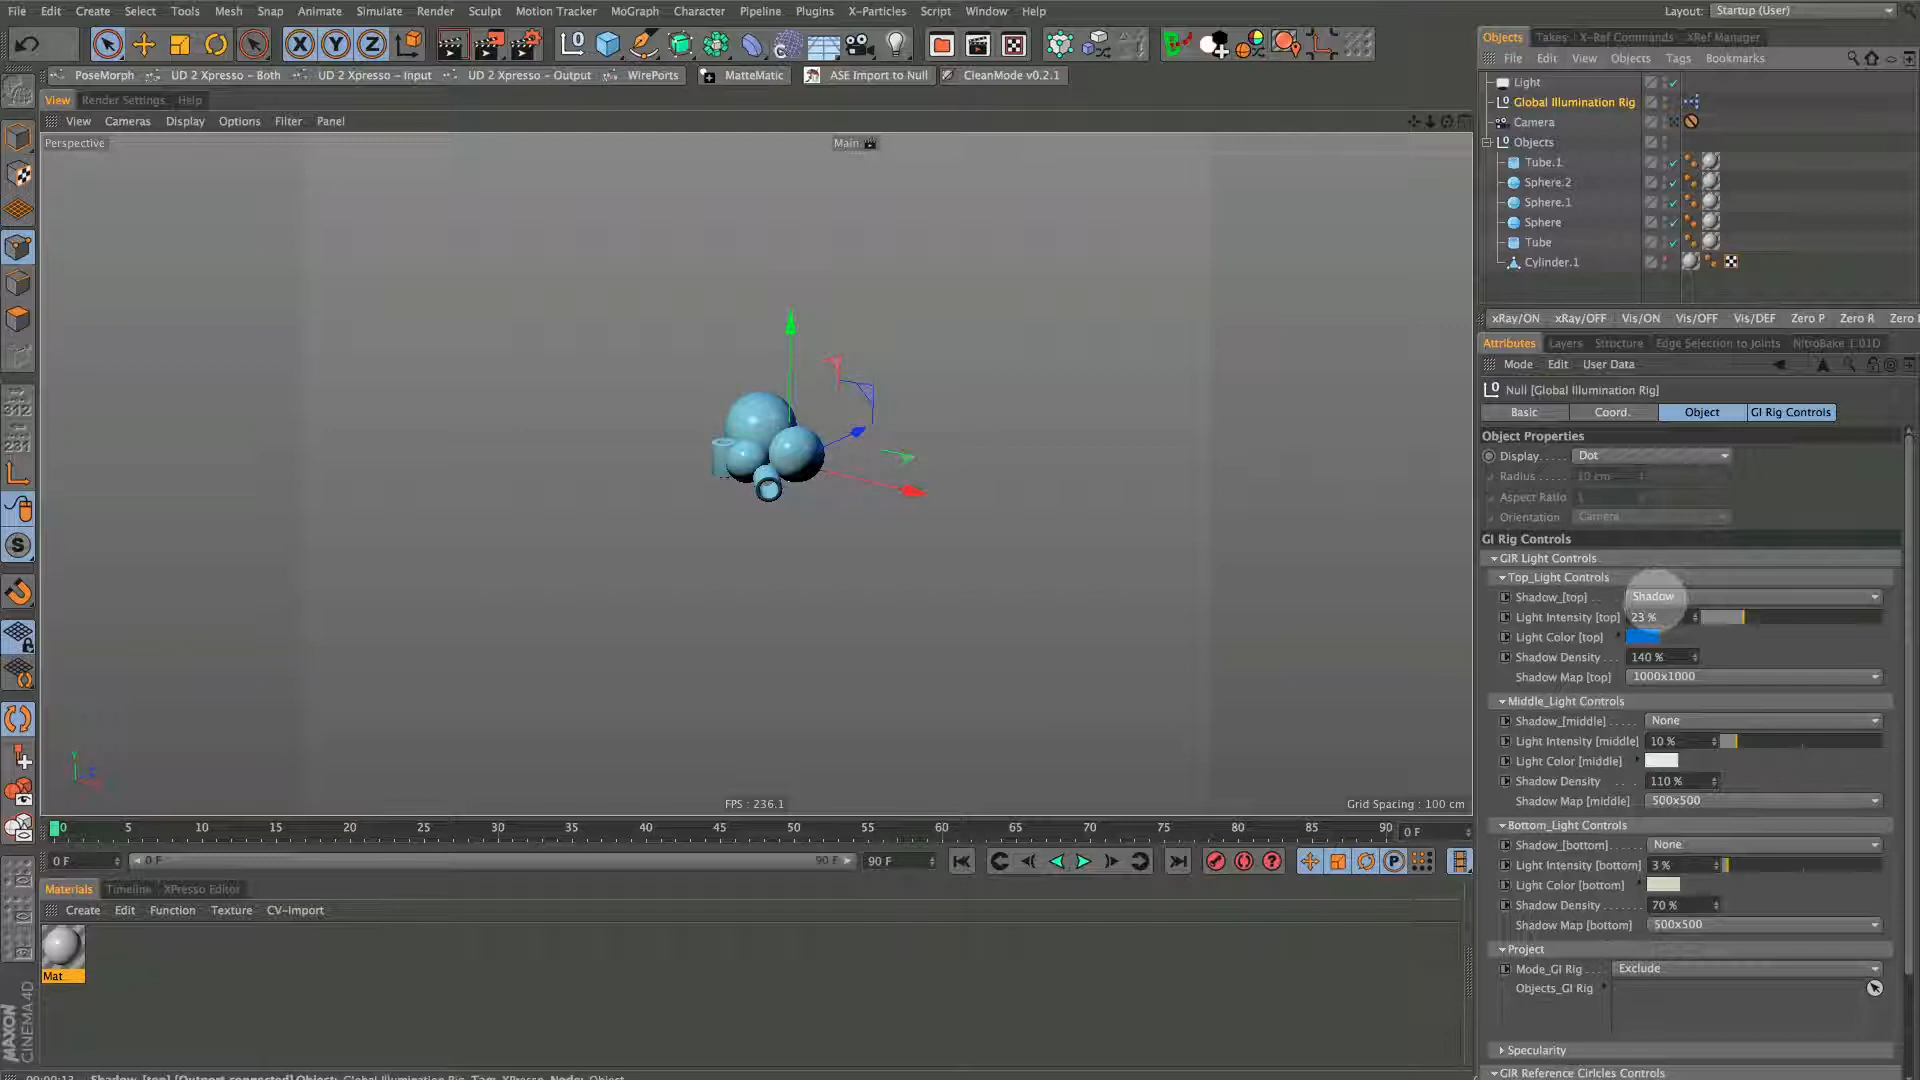 File Edit Create Select Tools Mesh Snap Animate Simulate Render Sculpt Motion Tracker MoGraph Character Pipeline Plugins X-Particles Script Window Help Layout: Startup (User)
X Y Z
Objects Takes X-Ref Commands XRef Manager
File Edit View Objects Tags Bookmarks
PoseMorph UD 2 Xpresso - Both UD 2 Xpresso - Input UD 2 Xpresso - Output WirePorts MatteMatic ASE Import to Null CleanMode v0.2.1
View Render Settings Help
View Cameras Display Options Filter Panel
Perspective Main
Light
Global Illumination Rig
Camera
Objects
Tube.1
Sphere.2
Sphere.1
Sphere
Tube
Cylinder.1
xRay/ON xRay/OFF Vis/ON Vis/OFF Vis/DEF Zero P Zero R Zero
Attributes Layers Structure Edge Selection to Joints NitroBake 1.01D
Mode Edit User Data
Null [Global Illumination Rig]
Basic Coord. Object GI Rig Controls
Object Properties
Display Dot
Radius 10 cm
Aspect Ratio 1
Orientation Camera
GI Rig Controls
GIR Light Controls
Top_Light Controls
Shadow_[top] Shadow
Light Intensity [top] 23 %
Light Color [top]
Shadow Density 140 %
Shadow Map [top] 1000x1000
Middle_Light Controls
Shadow_[middle] None
Light Intensity [middle] 10 %
Light Color [middle]
Shadow Density 110 %
Shadow Map [middle] 500x500
Bottom_Light Controls
Shadow_[bottom] None
Light Intensity [bottom] 3 %
Light Color [bottom]
Shadow Density 70 %
Shadow Map [bottom] 500x500
Project
Mode_GI Rig Exclude
Objects_GI Rig
Specularity
GIR Reference Cirlcles Controls
FPS : 236.1 Grid Spacing : 100 cm
0 5 10 15 20 25 30 35 40 45 50 55 60 65 70 75 80 85 90 0 F
0 F 0 F 90 F 90 F
Materials Timeline XPresso Editor
Create Edit Function Texture CV-Import
Mat
MAXON
CINEMA4D